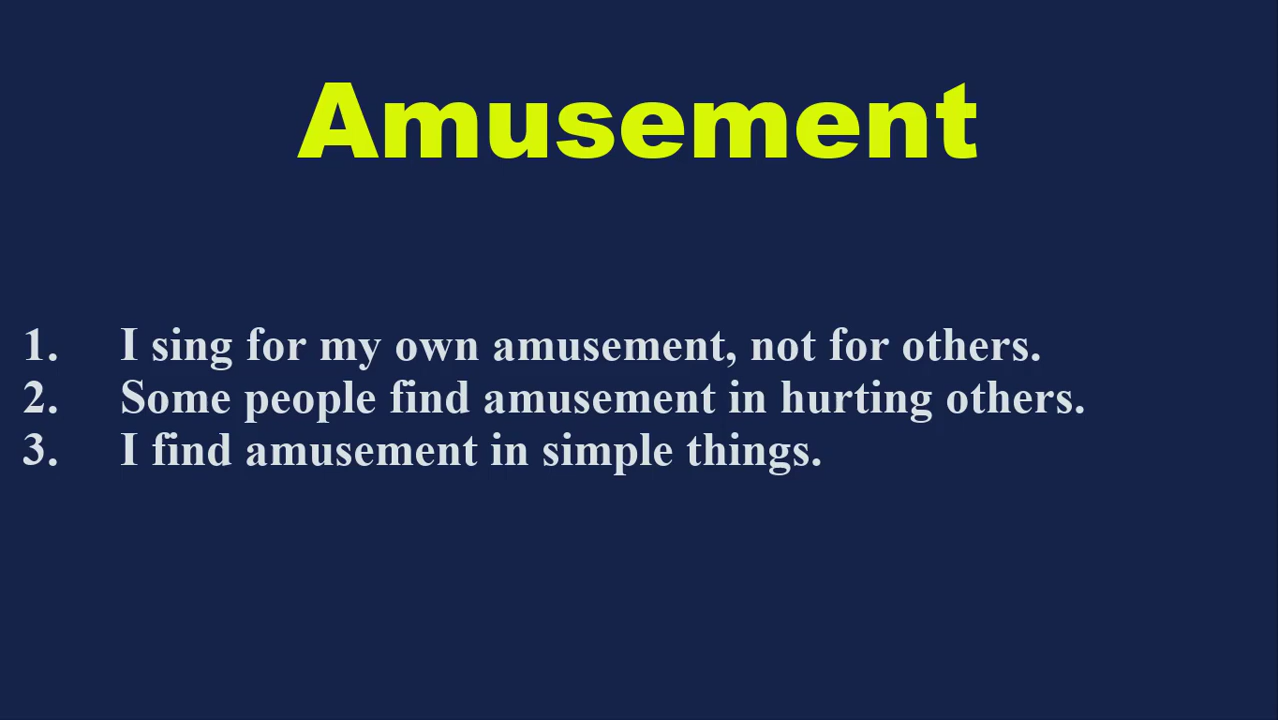 Amusement
1. I sing for my own amusement, not for others.
2. Some people find amusement in hurting others.
3. I find amusement in simple things.